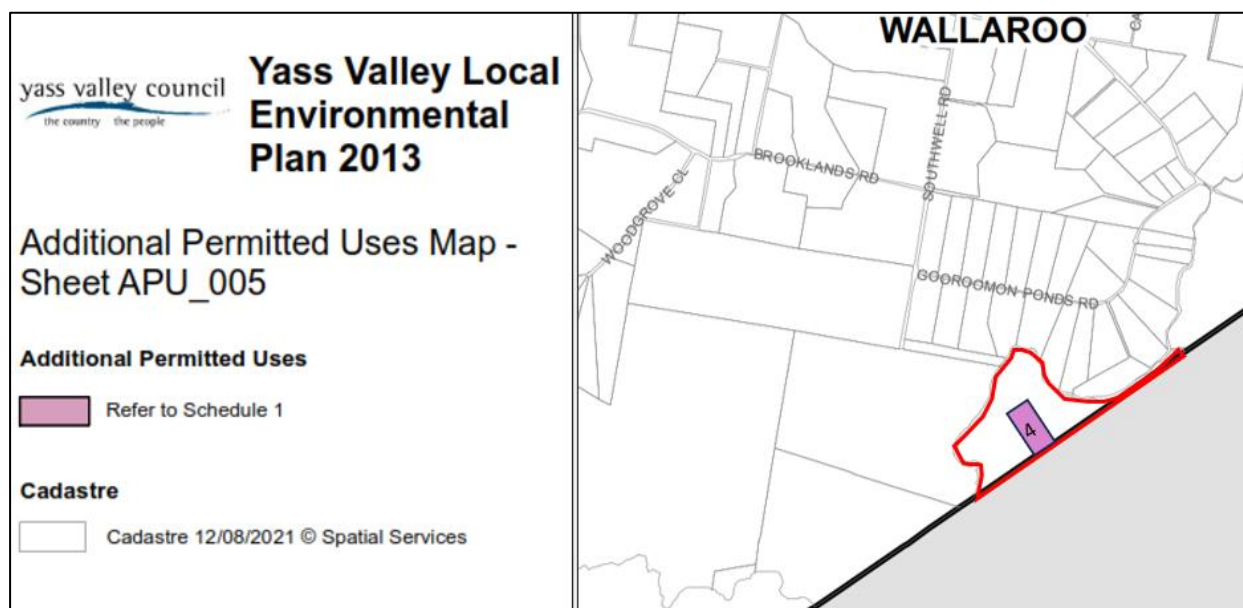 yass valley council
the country the people
Yass Valley Local
Environmental
Plan 2013
Additional Permitted Uses Map -
Sheet APU_005
Additional Permitted Uses
Refer to Schedule 1
Cadastre
Cadastre 12/08/2021 © Spatial Services
WALLAROO
CA
SOUTHWELL RD
BROOKLANDS RD
WOODGROVE CL
GOOROOMON PONDS RD
4